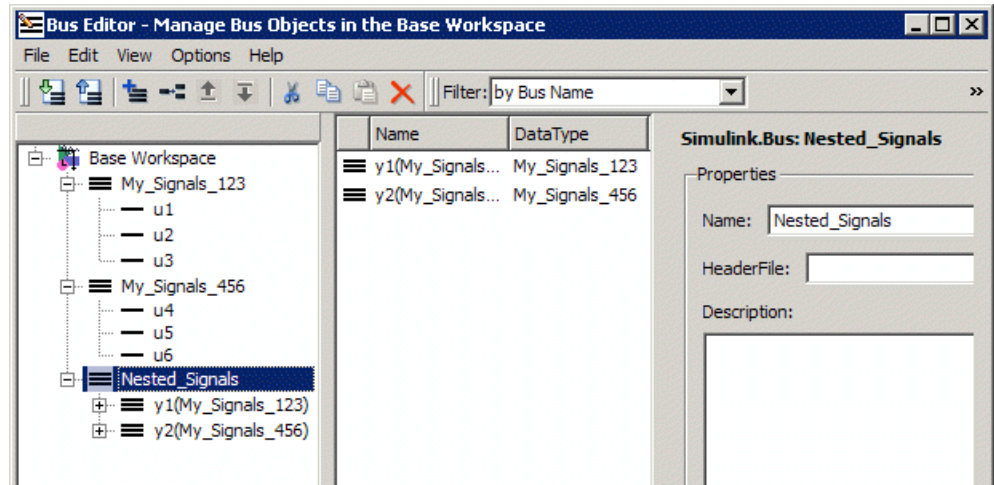 Bus Editor - Manage Bus Objects in the Base Workspace
File Edit View Options Help
Filter: by Bus Name »
Base Workspace
My_Signals_123
u1
u2
u3
My_Signals_456
u4
u5
u6
Nested_Signals
y1(My_Signals_123)
y2(My_Signals_456)
Name DataType
y1(My_Signals... My_Signals_123
y2(My_Signals... My_Signals_456
Simulink.Bus: Nested_Signals
Properties
Name: Nested_Signals
HeaderFile:
Description: